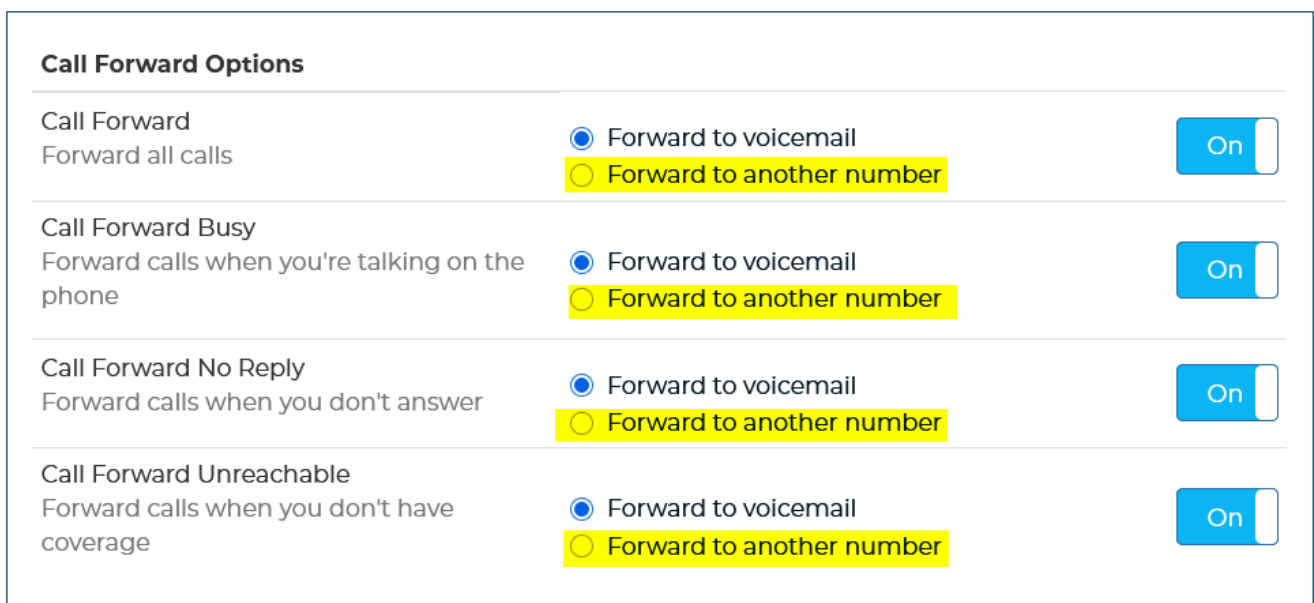 Call Forward Options
Call Forward
Forward all calls
Forward to voicemail
Forward to another number
On
Call Forward Busy
Forward calls when you're talking on the
phone
Forward to voicemail
Forward to another number
On
Call Forward No Reply
Forward calls when you don't answer
Forward to voicemail
Forward to another number
On
Call Forward Unreachable
Forward calls when you don't have
coverage
Forward to voicemail
Forward to another number
On